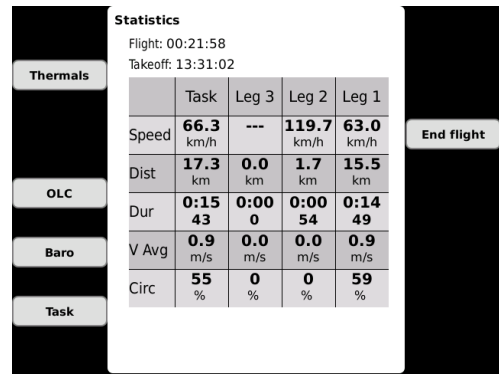 Statistics
Flight: 00:21:58
Takeoff: 13:31:02
Thermals
Task Leg 3 Leg 2 Leg 1
Speed 66.3 --- 119.7 63.0
km/h km/h km/h
End flight
Dist 17.3 0.0 1.7 15.5
km km km km
OLC
Dur 0:15 0:00 0:00 0:14
43 0 54 49
Baro
V Avg 0.9 0.0 0.0 0.9
m/s m/s m/s m/s
Circ 55 0 0 59
% % % %
Task